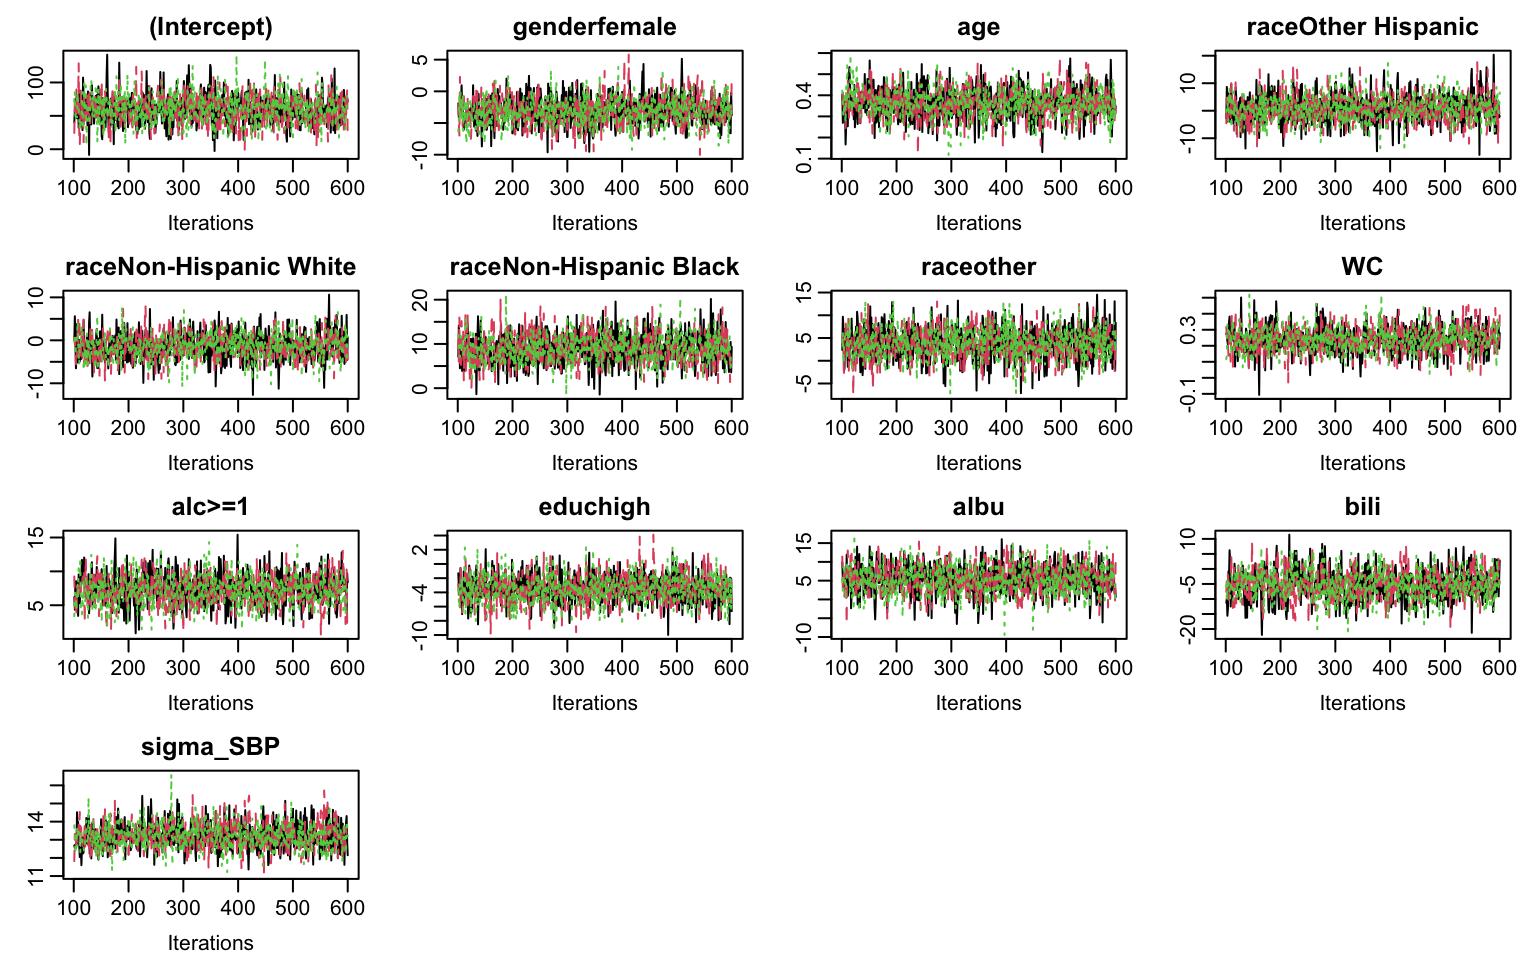 (Intercept) genderfemale age raceOther Hispanic
0 100 -10 0 5 0.1 0.4 -10 10
100 200 300 400 500 600 100 200 300 400 500 600 100 200 300 400 500 600 100 200 300 400 500 600
Iterations Iterations Iterations Iterations
raceNon-Hispanic White raceNon-Hispanic Black raceother WC
-10 0 10 0 10 20 -5 5 15 -0.1 0.3
100 200 300 400 500 600 100 200 300 400 500 600 100 200 300 400 500 600 100 200 300 400 500 600
Iterations Iterations Iterations Iterations
alc>=1 educhigh albu bili
5 15 -10 -4 2 -10 5 15 -20 -5 10
100 200 300 400 500 600 100 200 300 400 500 600 100 200 300 400 500 600 100 200 300 400 500 600
Iterations Iterations Iterations Iterations
sigma_SBP
11 14
100 200 300 400 500 600
Iterations